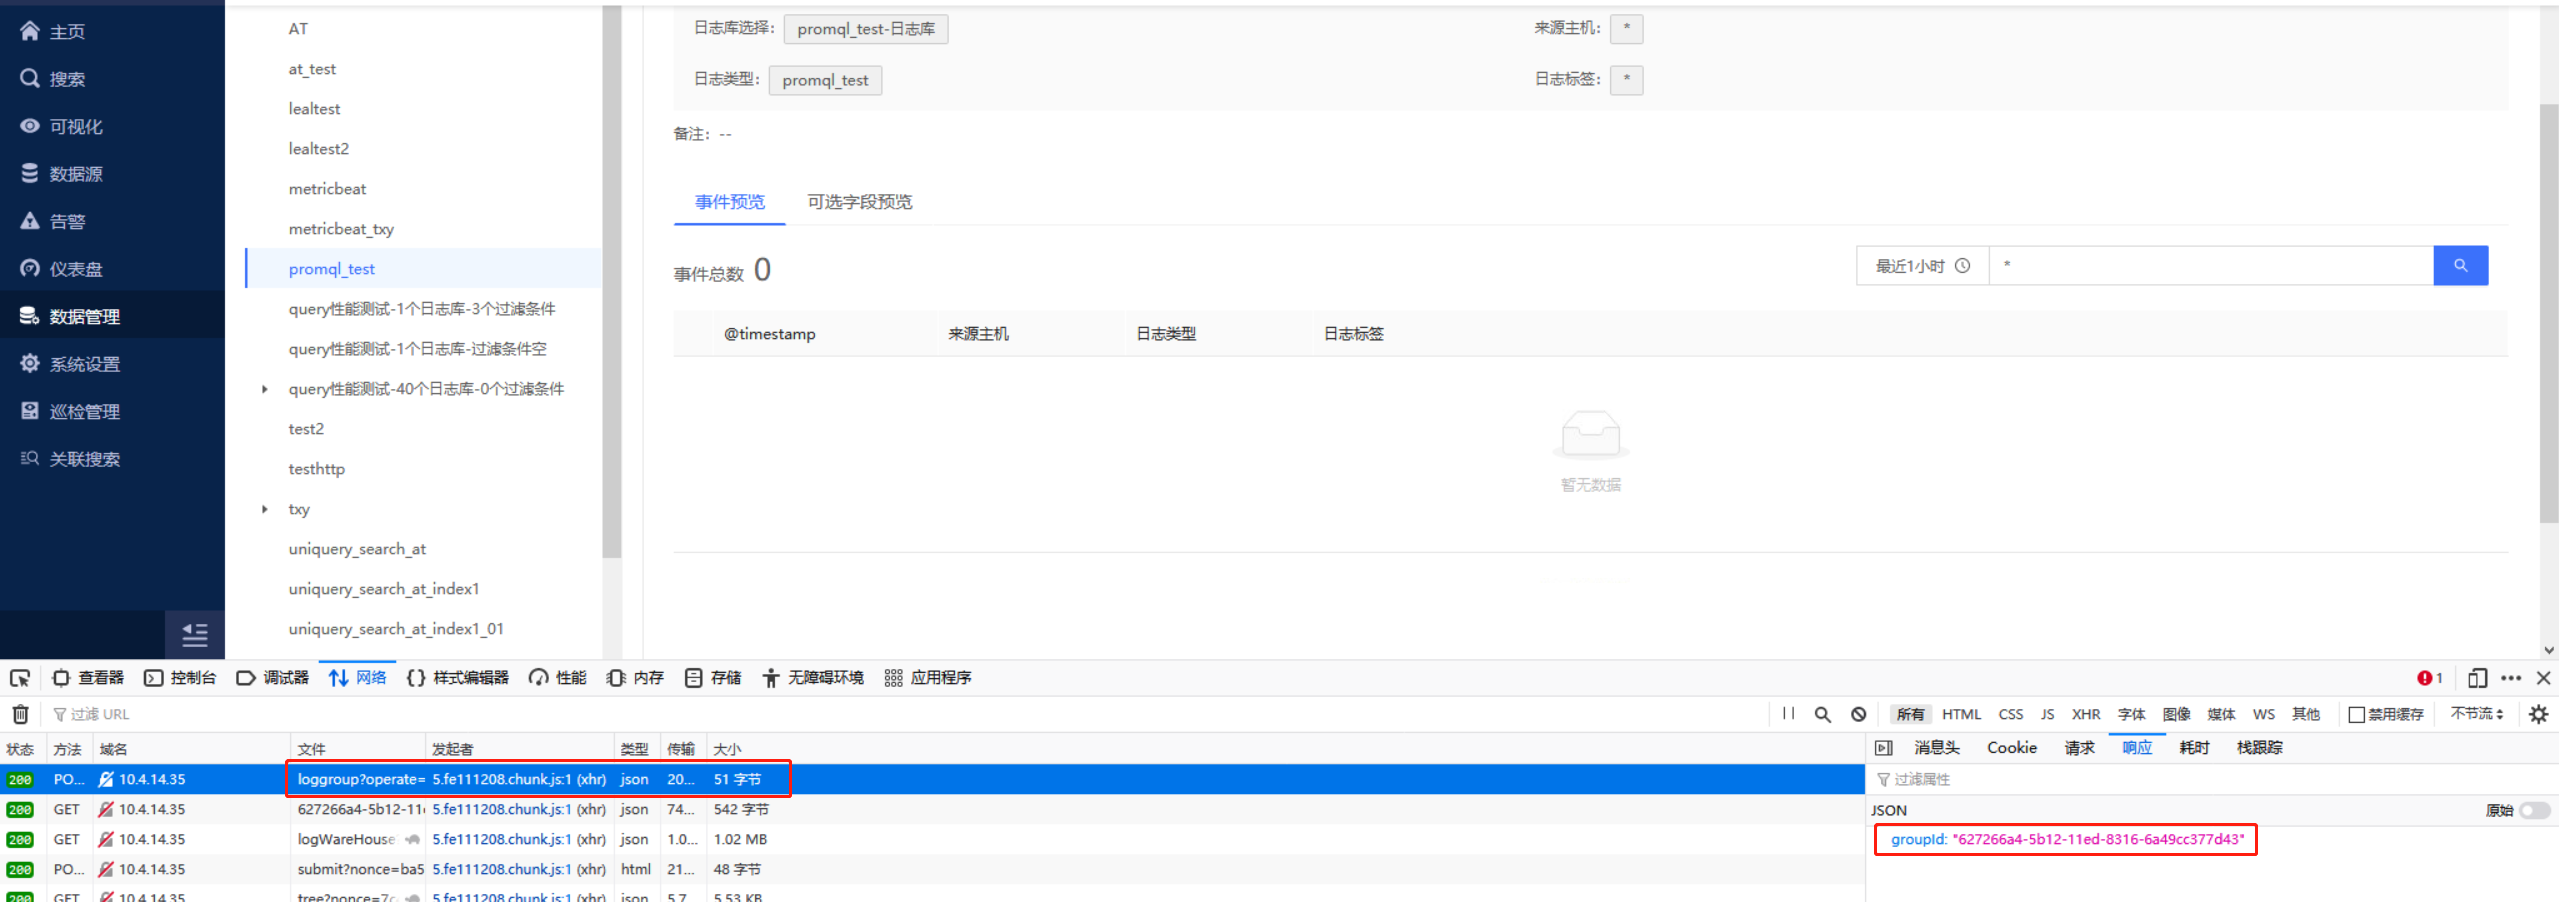 主页
搜索
可视化
数据源
告警
仪表盘
数据管理
系统设置
巡检管理
关联搜索
AT
at_test
lealtest
lealtest2
metricbeat
metricbeat_txy
promql_test
query性能测试-1个日志库-3个过滤条件
query性能测试-1个日志库-过滤条件空
query性能测试-40个日志库-0个过滤条件
test2
testhttp
txy
uniquery_search_at
uniquery_search_at_index1
uniquery_search_at_index1_01
日志库选择: promql_test-日志库 来源主机: *
日志类型: promql_test 日志标签: *
备注: --
事件预览 可选字段预览
事件总数 0 最近1小时 *
@timestamp 来源主机 日志类型 日志标签
暂无数据
查看器 控制台 调试器 网络 样式编辑器 性能 内存 存储 无障碍环境 应用程序 1
过滤 URL 所有 HTML CSS JS XHR 字体 图像 媒体 WS 其他 禁用缓存 不节流
状态 方法 域名 文件 发起者 类型 传输 大小
200 PO... 10.4.14.35 loggroup?operate= 5.fe111208.chunk.js:1 (xhr) json 20... 51 字节
200 GET 10.4.14.35 627266a4-5b12-11 5.fe111208.chunk.js:1 (xhr) json 74... 542 字节
200 GET 10.4.14.35 logWareHouse 5.fe111208.chunk.js:1 (xhr) json 1.0... 1.02 MB
200 PO... 10.4.14.35 submit?nonce=ba5 5.fe111208.chunk.js:1 (xhr) html 21... 48 字节
200 GET 10.4.14.35 tree?nonce=7c 5.fe111208.chunk.js:1 (xhr) json 5.7 5.53 KB
消息头 Cookie 请求 响应 耗时 栈跟踪
过滤属性
JSON 原始
groupId: "627266a4-5b12-11ed-8316-6a49cc377d43"